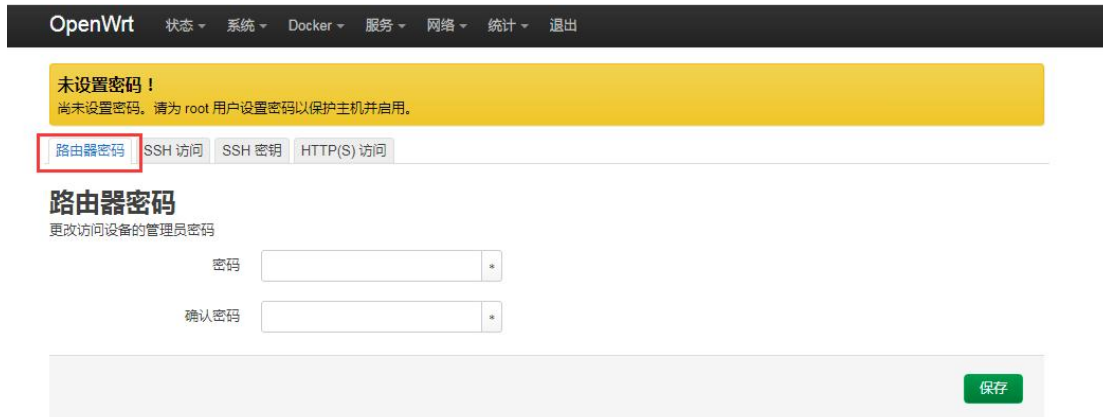 OpenWrt 状态 系统 Docker 服务 网络 统计 退出
未设置密码！
尚未设置密码。请为 root 用户设置密码以保护主机并启用。
路由器密码 SSH 访问 SSH 密钥 HTTP(S) 访问
路由器密码
更改访问设备的管理员密码
密码 *
确认密码 *
保存